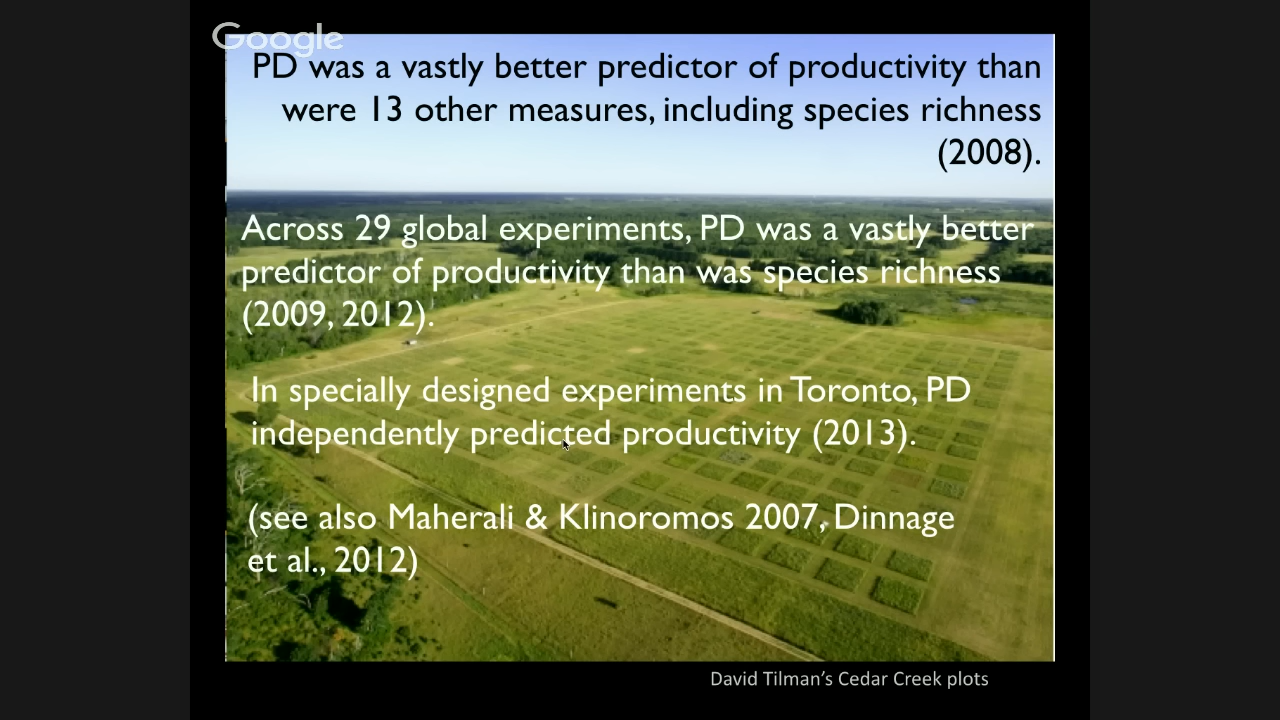 Google
PD was a vastly better predictor of productivity than
were 13 other measures, including species richness
(2008).
Across 29 global experiments, PD was a vastly better
predictor of productivity than was species richness
(2009, 2012).
In specially designed experiments in Toronto, PD
independently predicted productivity (2013).
(see also Maherali & Klinoromos 2007, Dinnage
et al., 2012)
David Tilman’s Cedar Creek plots